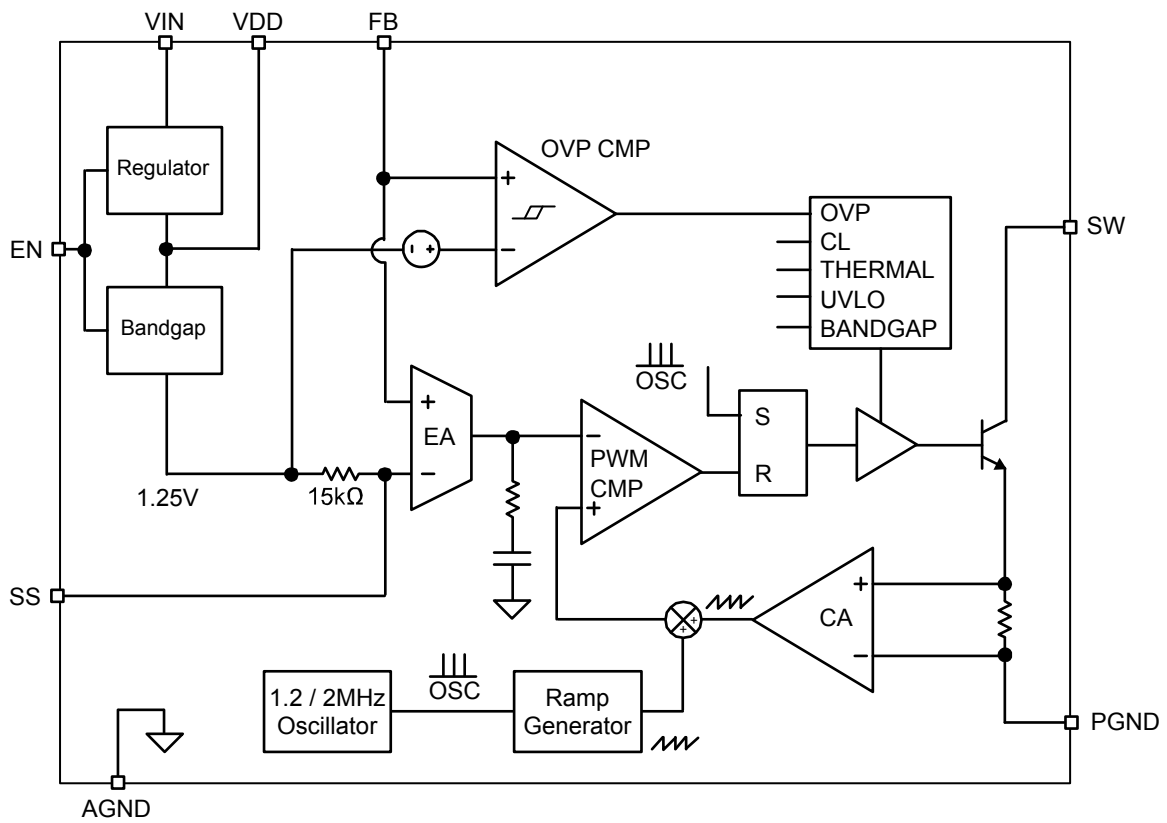 VIN
VDD
FB
OVP CMP
Regulator
+
OVP
CL
THERMAL
UVLO
BANDGAP
SW
EN
−
Bandgap
OSC
+
EA
−
−
PWM
CMP
+
S
R
1.25V
15kΩ
SS
+
CA
−
+
+
OSC
1.2 / 2MHz
Oscillator
Ramp
Generator
PGND
AGND